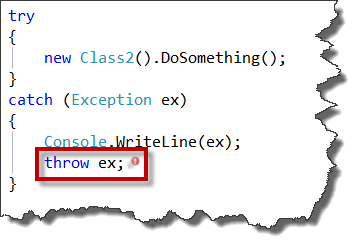 try
{
new Class2().DoSomething();
}
catch (Exception ex)
{
Console.WriteLine(ex);
throw ex;
}